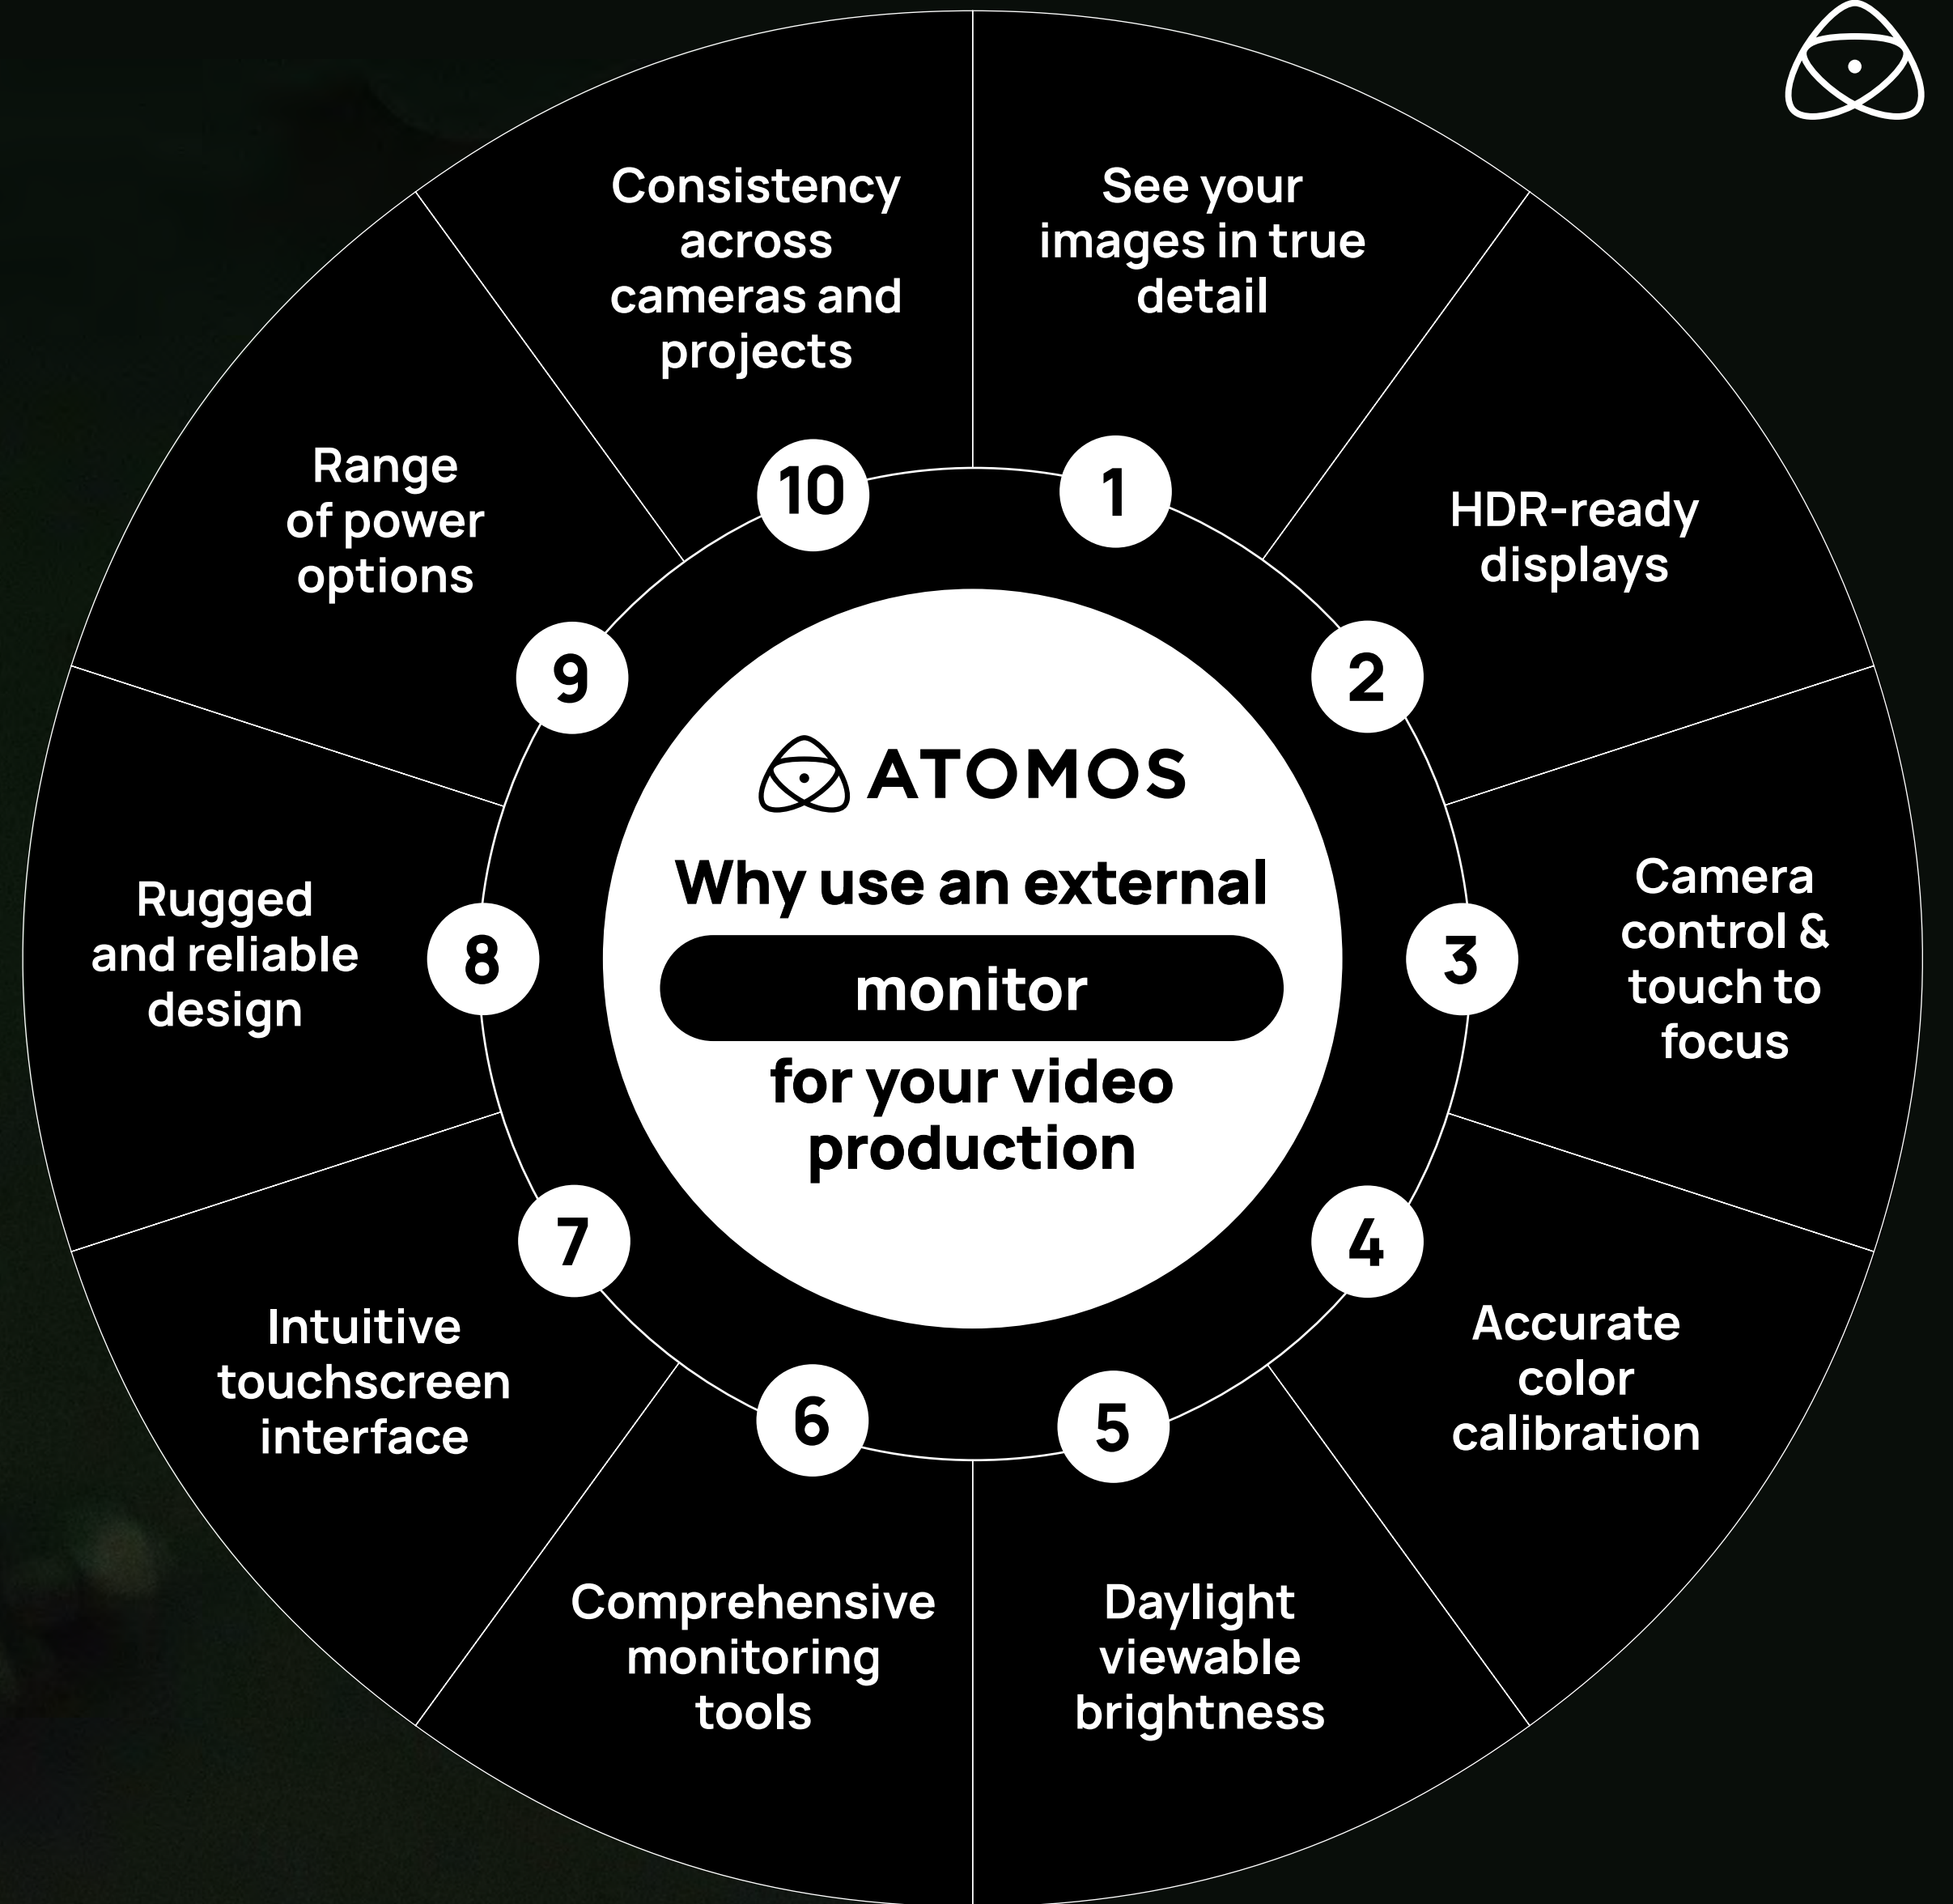 ATOMOS
Why use an external
monitor
for your video
production
1
See your
images in true
detail
2
HDR-ready
displays
3
Camera
control &
touch to
focus
4
Accurate
color
calibration
5
Daylight
viewable
brightness
6
Comprehensive
monitoring
tools
7
Intuitive
touchscreen
interface
8
Rugged
and reliable
design
9
Range
of power
options
10
Consistency
across
cameras and
projects